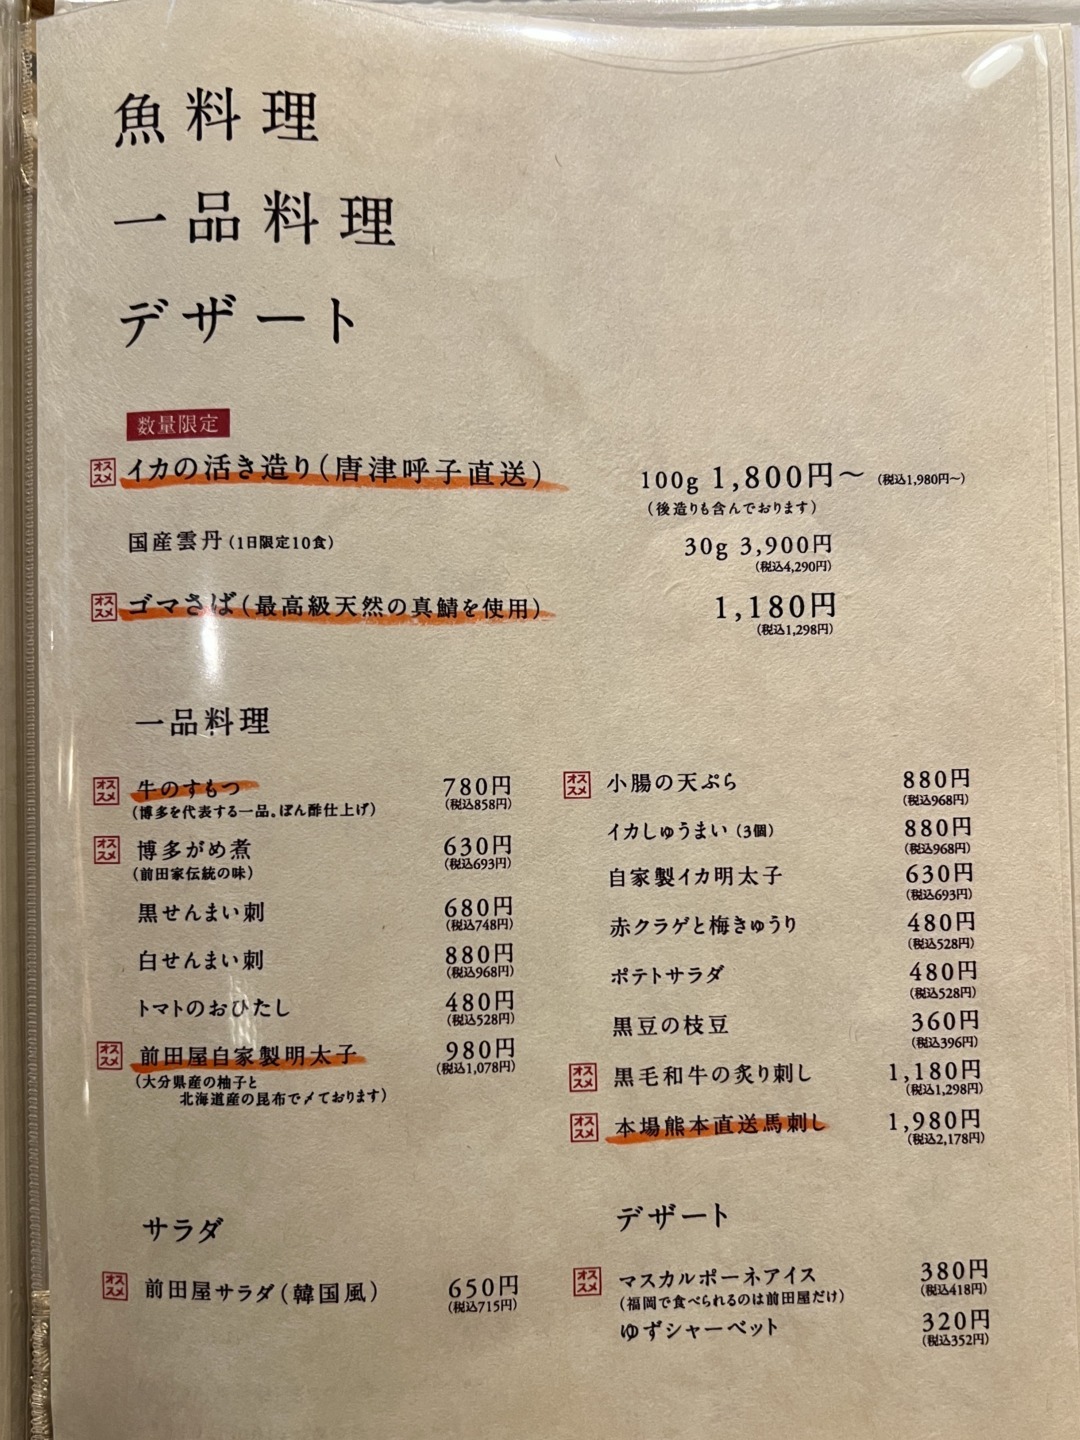 魚料理
一品料理
デザート
数量限定
オススメ イカの活き造り(唐津呼子直送) 100g 1,800円～ (税込1,980円～)
(後造りも含んでおります)
国産雲丹(1日限定10食) 30g 3,900円
(税込4,290円)
オススメ ゴマさば(最高級天然の真鯖を使用) 1,180円
(税込1,298円)
一品料理
オススメ 牛のすもつ 780円
(博多を代表する一品。ぽん酢仕上げ) (税込858円)
オススメ 博多がめ煮 630円
(前田家伝統の味) (税込693円)
黒せんまい刺 680円
(税込748円)
白せんまい刺 880円
(税込968円)
トマトのおひたし 480円
(税込528円)
オススメ 前田屋自家製明太子 980円
(税込1,078円)
(大分県産の柚子と
北海道産の昆布で〆ております)
オススメ 小腸の天ぷら 880円
(税込968円)
イカしゅうまい(3個) 880円
(税込968円)
自家製イカ明太子 630円
(税込693円)
赤クラゲと梅きゅうり 480円
(税込528円)
ポテトサラダ 480円
(税込528円)
黒豆の枝豆 360円
(税込396円)
オススメ 黒毛和牛の炙り刺し 1,180円
(税込1,298円)
オススメ 本場熊本直送馬刺し 1,980円
(税込2,178円)
サラダ
オススメ 前田屋サラダ(韓国風) 650円
(税込715円)
デザート
オススメ マスカルポーネアイス 380円
(福岡で食べられるのは前田屋だけ) (税込418円)
ゆずシャーベット 320円
(税込352円)